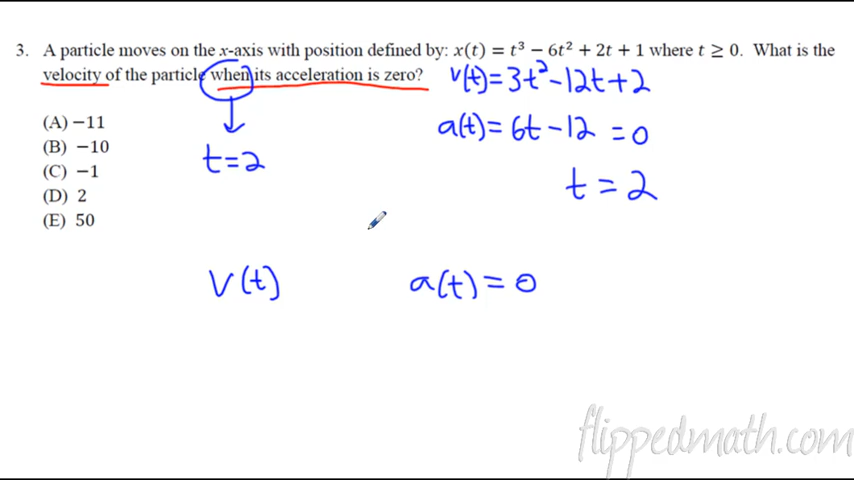 3. A particle moves on the x-axis with position defined by: x(t) = t³ − 6t² + 2t + 1 where t ≥ 0. What is the
velocity of the particle when its acceleration is zero?
v(t)=3t²-12t+2
(A) −11
a(t)=6t-12 =0
(B) −10
t=2
(C) −1
t=2
(D) 2
(E) 50
v(t)
a(t)=0
flippedmath.com